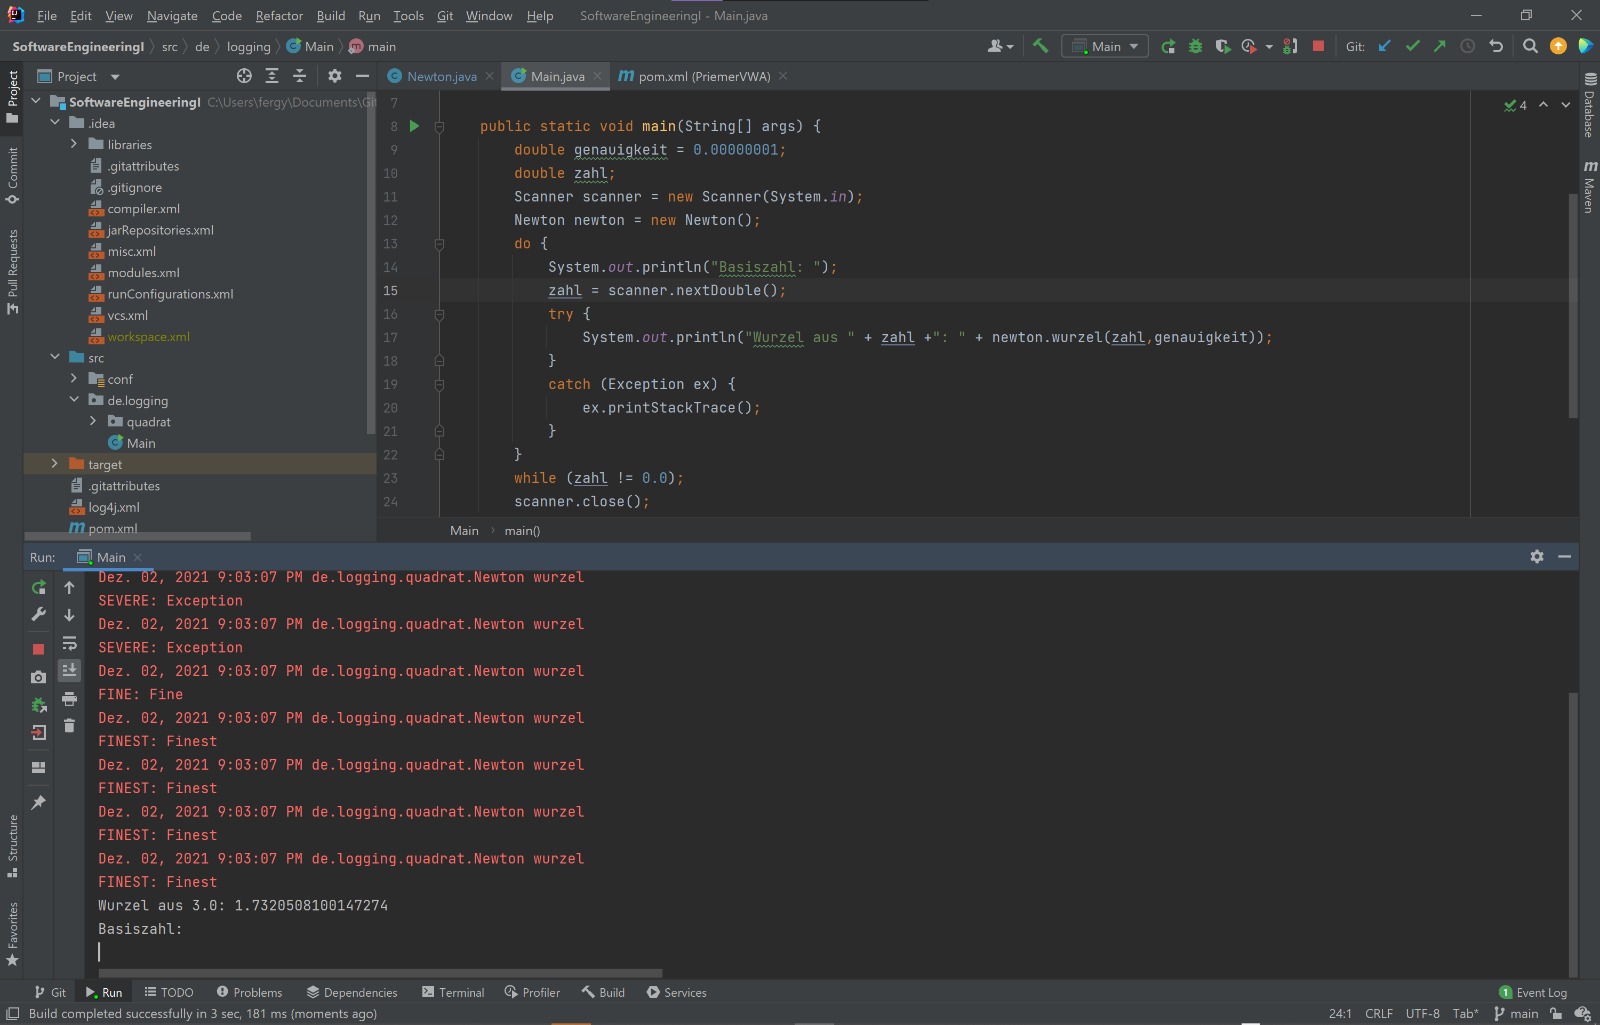 File Edit View Navigate Code Refactor Build Run Tools Git Window Help SoftwareEngineeringI - Main.java
SoftwareEngineeringI src de logging Main main
Main
Git:
Project
Newton.java
Main.java
pom.xml (PriemerVWA)
Project
Commit
Pull Requests
SoftwareEngineeringI C:\Users\fergy\Documents\Git
.idea
libraries
.gitattributes
.gitignore
compiler.xml
jarRepositories.xml
misc.xml
modules.xml
runConfigurations.xml
vcs.xml
workspace.xml
src
conf
de.logging
quadrat
Main
target
.gitattributes
log4j.xml
pom.xml
4
7
8 public static void main(String[] args) {
9 double genauigkeit = 0.00000001;
10 double zahl;
11 Scanner scanner = new Scanner(System.in);
12 Newton newton = new Newton();
13 do {
14 System.out.println("Basiszahl: ");
15 zahl = scanner.nextDouble();
16 try {
17 System.out.println("Wurzel aus " + zahl +": " + newton.wurzel(zahl,genauigkeit));
18 }
19 catch (Exception ex) {
20 ex.printStackTrace();
21 }
22 }
23 while (zahl != 0.0);
24 scanner.close();
Main main()
Database
Maven
Run: Main
Dez. 02, 2021 9:03:07 PM de.logging.quadrat.Newton wurzel
SEVERE: Exception
Dez. 02, 2021 9:03:07 PM de.logging.quadrat.Newton wurzel
SEVERE: Exception
Dez. 02, 2021 9:03:07 PM de.logging.quadrat.Newton wurzel
FINE: Fine
Dez. 02, 2021 9:03:07 PM de.logging.quadrat.Newton wurzel
FINEST: Finest
Dez. 02, 2021 9:03:07 PM de.logging.quadrat.Newton wurzel
FINEST: Finest
Dez. 02, 2021 9:03:07 PM de.logging.quadrat.Newton wurzel
FINEST: Finest
Dez. 02, 2021 9:03:07 PM de.logging.quadrat.Newton wurzel
FINEST: Finest
Wurzel aus 3.0: 1.7320508100147274
Basiszahl:
Structure
Favorites
Git Run TODO Problems Dependencies Terminal Profiler Build Services 1 Event Log
Build completed successfully in 3 sec, 181 ms (moments ago) 24:1 CRLF UTF-8 Tab* main